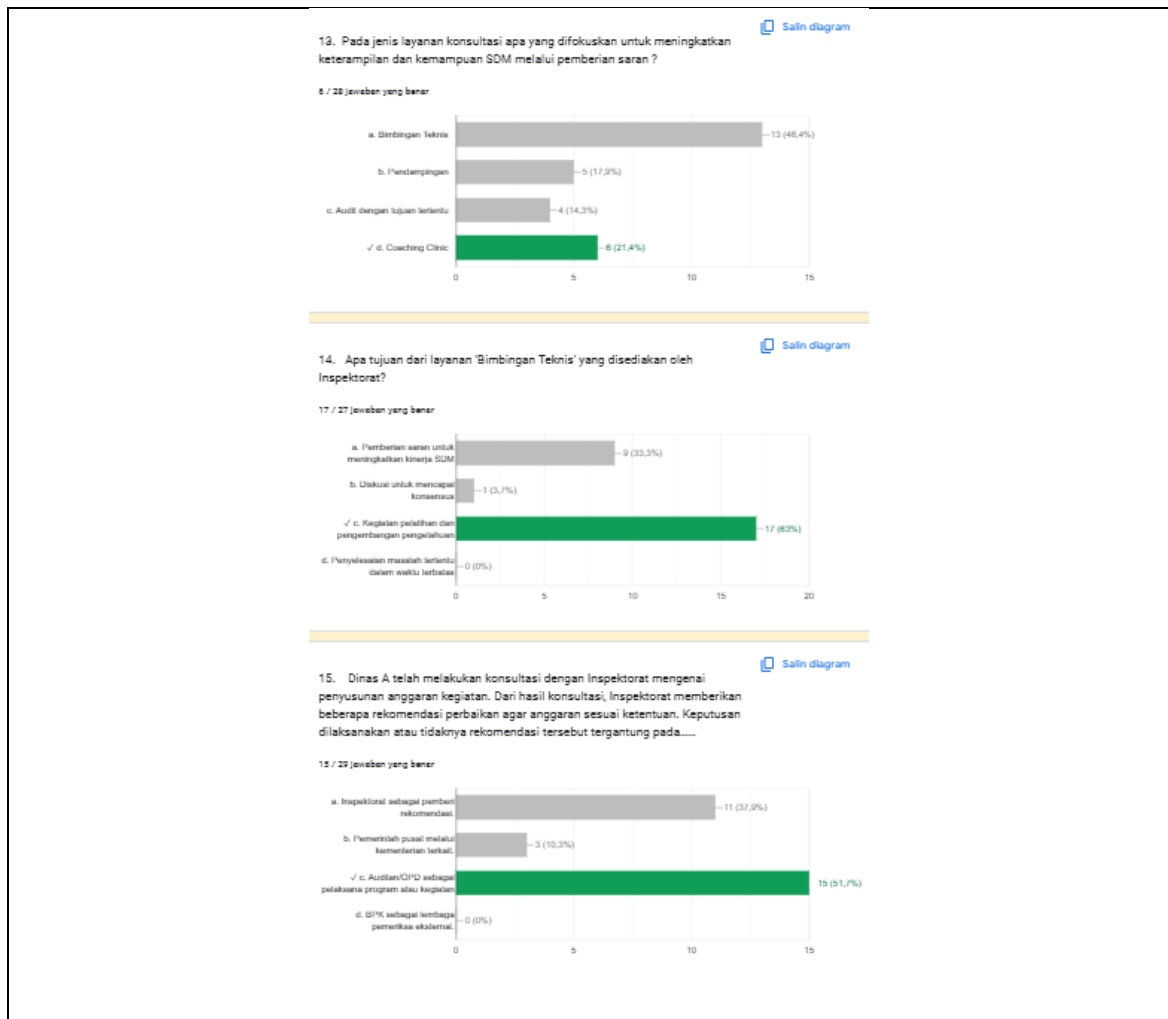 Salin diagram
13. Pada jenis layanan konsultasi apa yang difokuskan untuk meningkatkan
keterampilan dan kemampuan SDM melalui pemberian saran ?
6 / 28 jawaban yang benar
a. Bimbingan Teknis
13 (46,4%)
b. Pendampingan
5 (17,9%)
c. Audit dengan tujuan tertentu
4 (14,3%)
✓ d. Coaching Clinic
6 (21,4%)
0 5 10 15
Salin diagram
14. Apa tujuan dari layanan 'Bimbingan Teknis' yang disediakan oleh
Inspektorat?
17 / 27 jawaban yang benar
a. Pemberian saran untuk
meningkatkan kinerja SDM
9 (33,3%)
b. Diskusi untuk mencapai
konsensus
1 (3,7%)
✓ c. Kegiatan pelatihan dan
pengembangan pengetahuan
17 (63%)
d. Penyelesaian masalah tertentu
dalam waktu terbatas
0 (0%)
0 5 10 15 20
Salin diagram
15. Dinas A telah melakukan konsultasi dengan Inspektorat mengenai
penyusunan anggaran kegiatan. Dari hasil konsultasi, Inspektorat memberikan
beberapa rekomendasi perbaikan agar anggaran sesuai ketentuan. Keputusan
dilaksanakan atau tidaknya rekomendasi tersebut tergantung pada.....
15 / 29 jawaban yang benar
a. Inspektorat sebagai pemberi
rekomendasi.
11 (37,9%)
b. Pemerintah pusat melalui
kementerian terkait.
3 (10,3%)
✓ c. Auditan/OPD sebagai
pelaksana program atau kegiatan
15 (51,7%)
d. BPK sebagai lembaga
pemeriksa eksternal.
0 (0%)
0 5 10 15